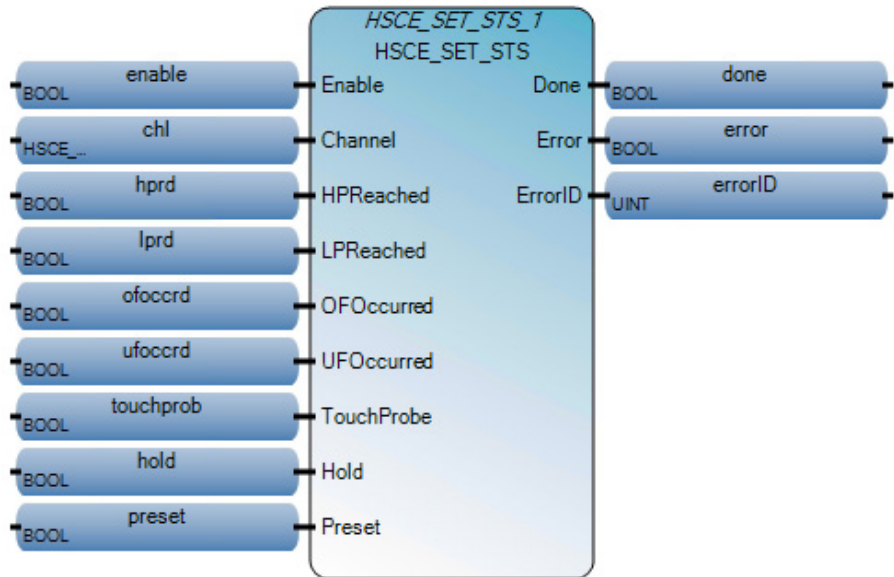 HSCE_SET_STS_1
HSCE_SET_STS
enable
BOOL
Enable
Done
done
BOOL
chl
HSCE_...
Channel
Error
error
BOOL
hprd
BOOL
HPReached
ErrorID
errorID
UINT
lprd
BOOL
LPReached
ofoccrd
BOOL
OFOccurred
ufoccrd
BOOL
UFOccurred
touchprob
BOOL
TouchProbe
hold
BOOL
Hold
preset
BOOL
Preset